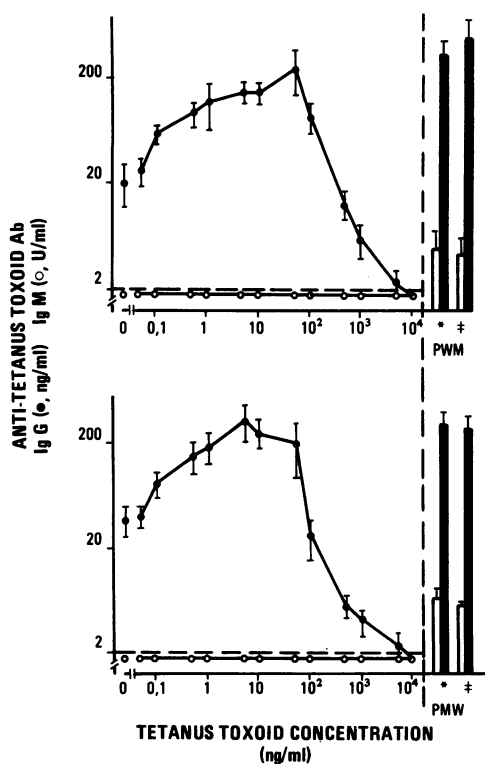 ANTI-TETANUS TOXOID Ab
Ig G (●, ng/ml) Ig M (○, U/ml)
200
20
2
0 0,1 1 10 10² 10³ 10⁴ * ‡
PWM
200
20
2
0 0,1 1 10 10² 10³ 10⁴ * ‡
PMW
TETANUS TOXOID CONCENTRATION
(ng/ml)